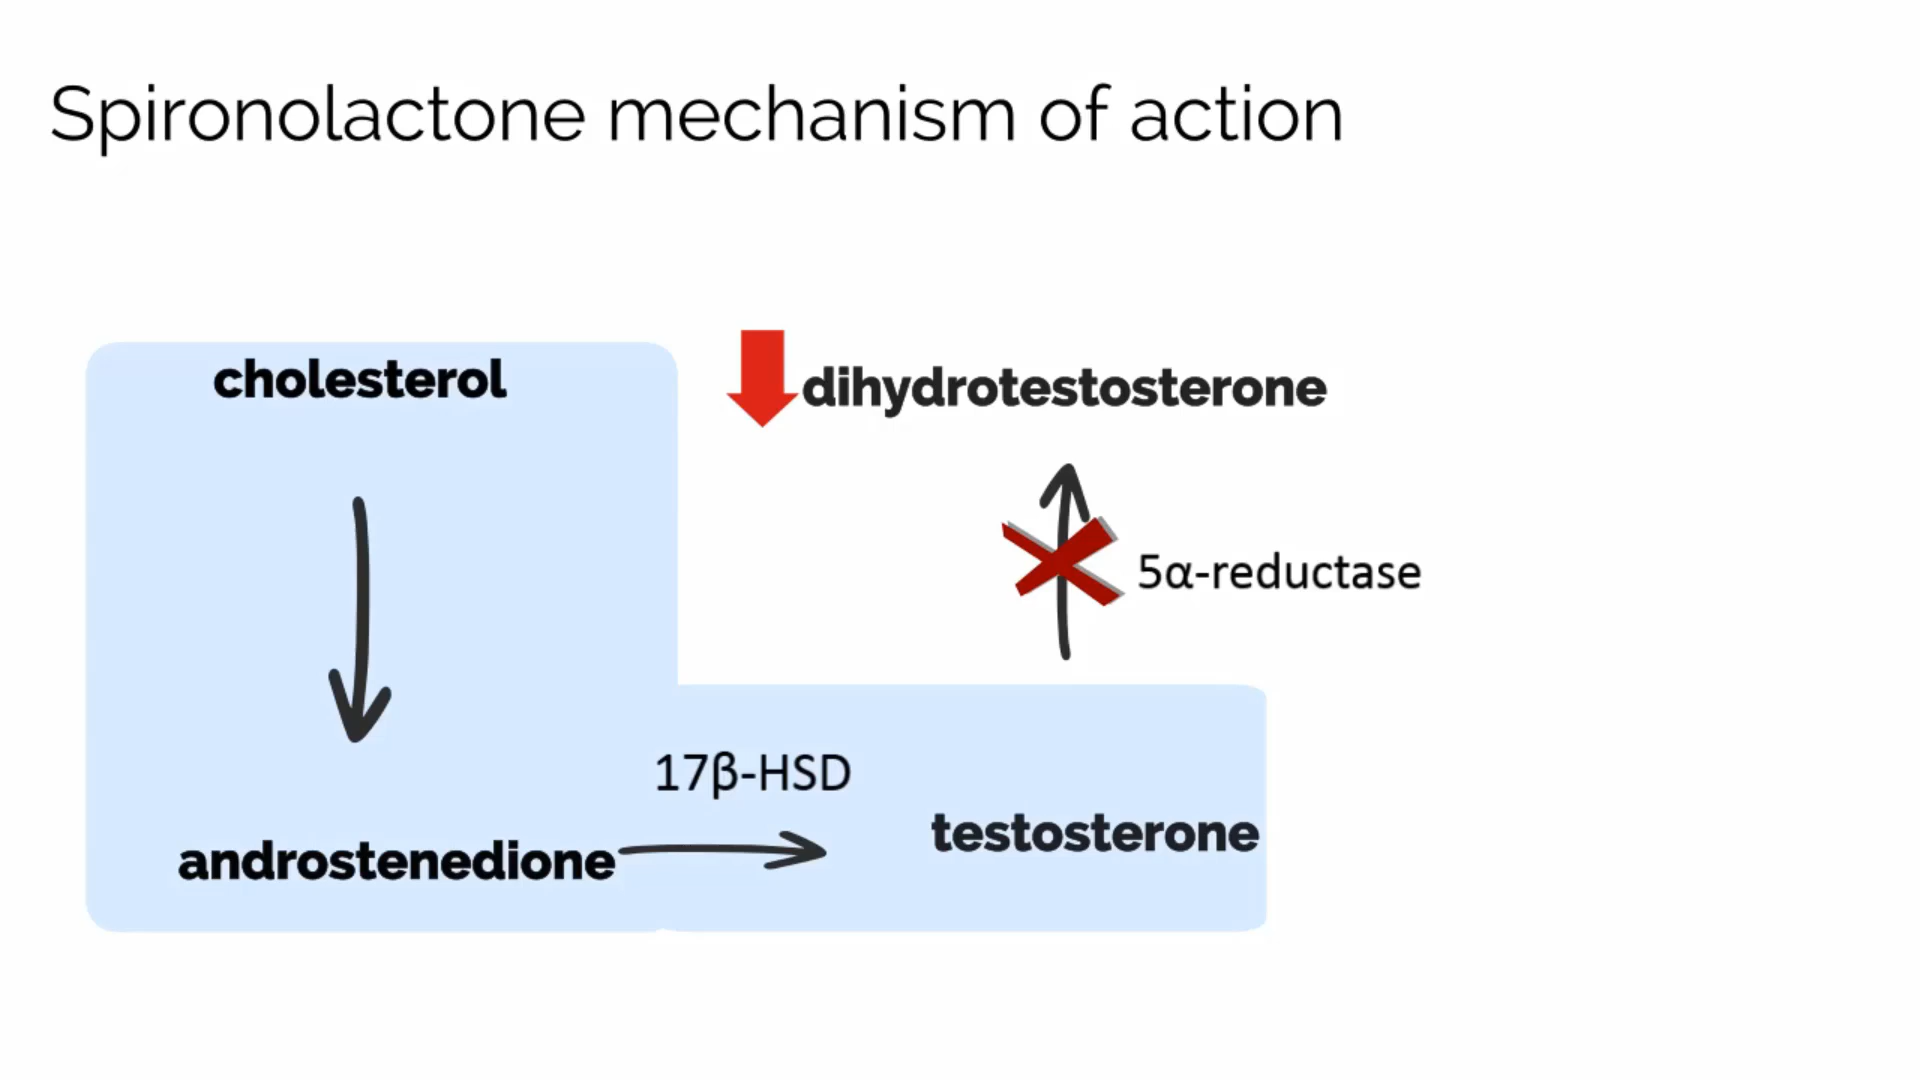 Spironolactone mechanism of action
cholesterol
dihydrotestosterone
5α-reductase
17β-HSD
testosterone
androstenedione